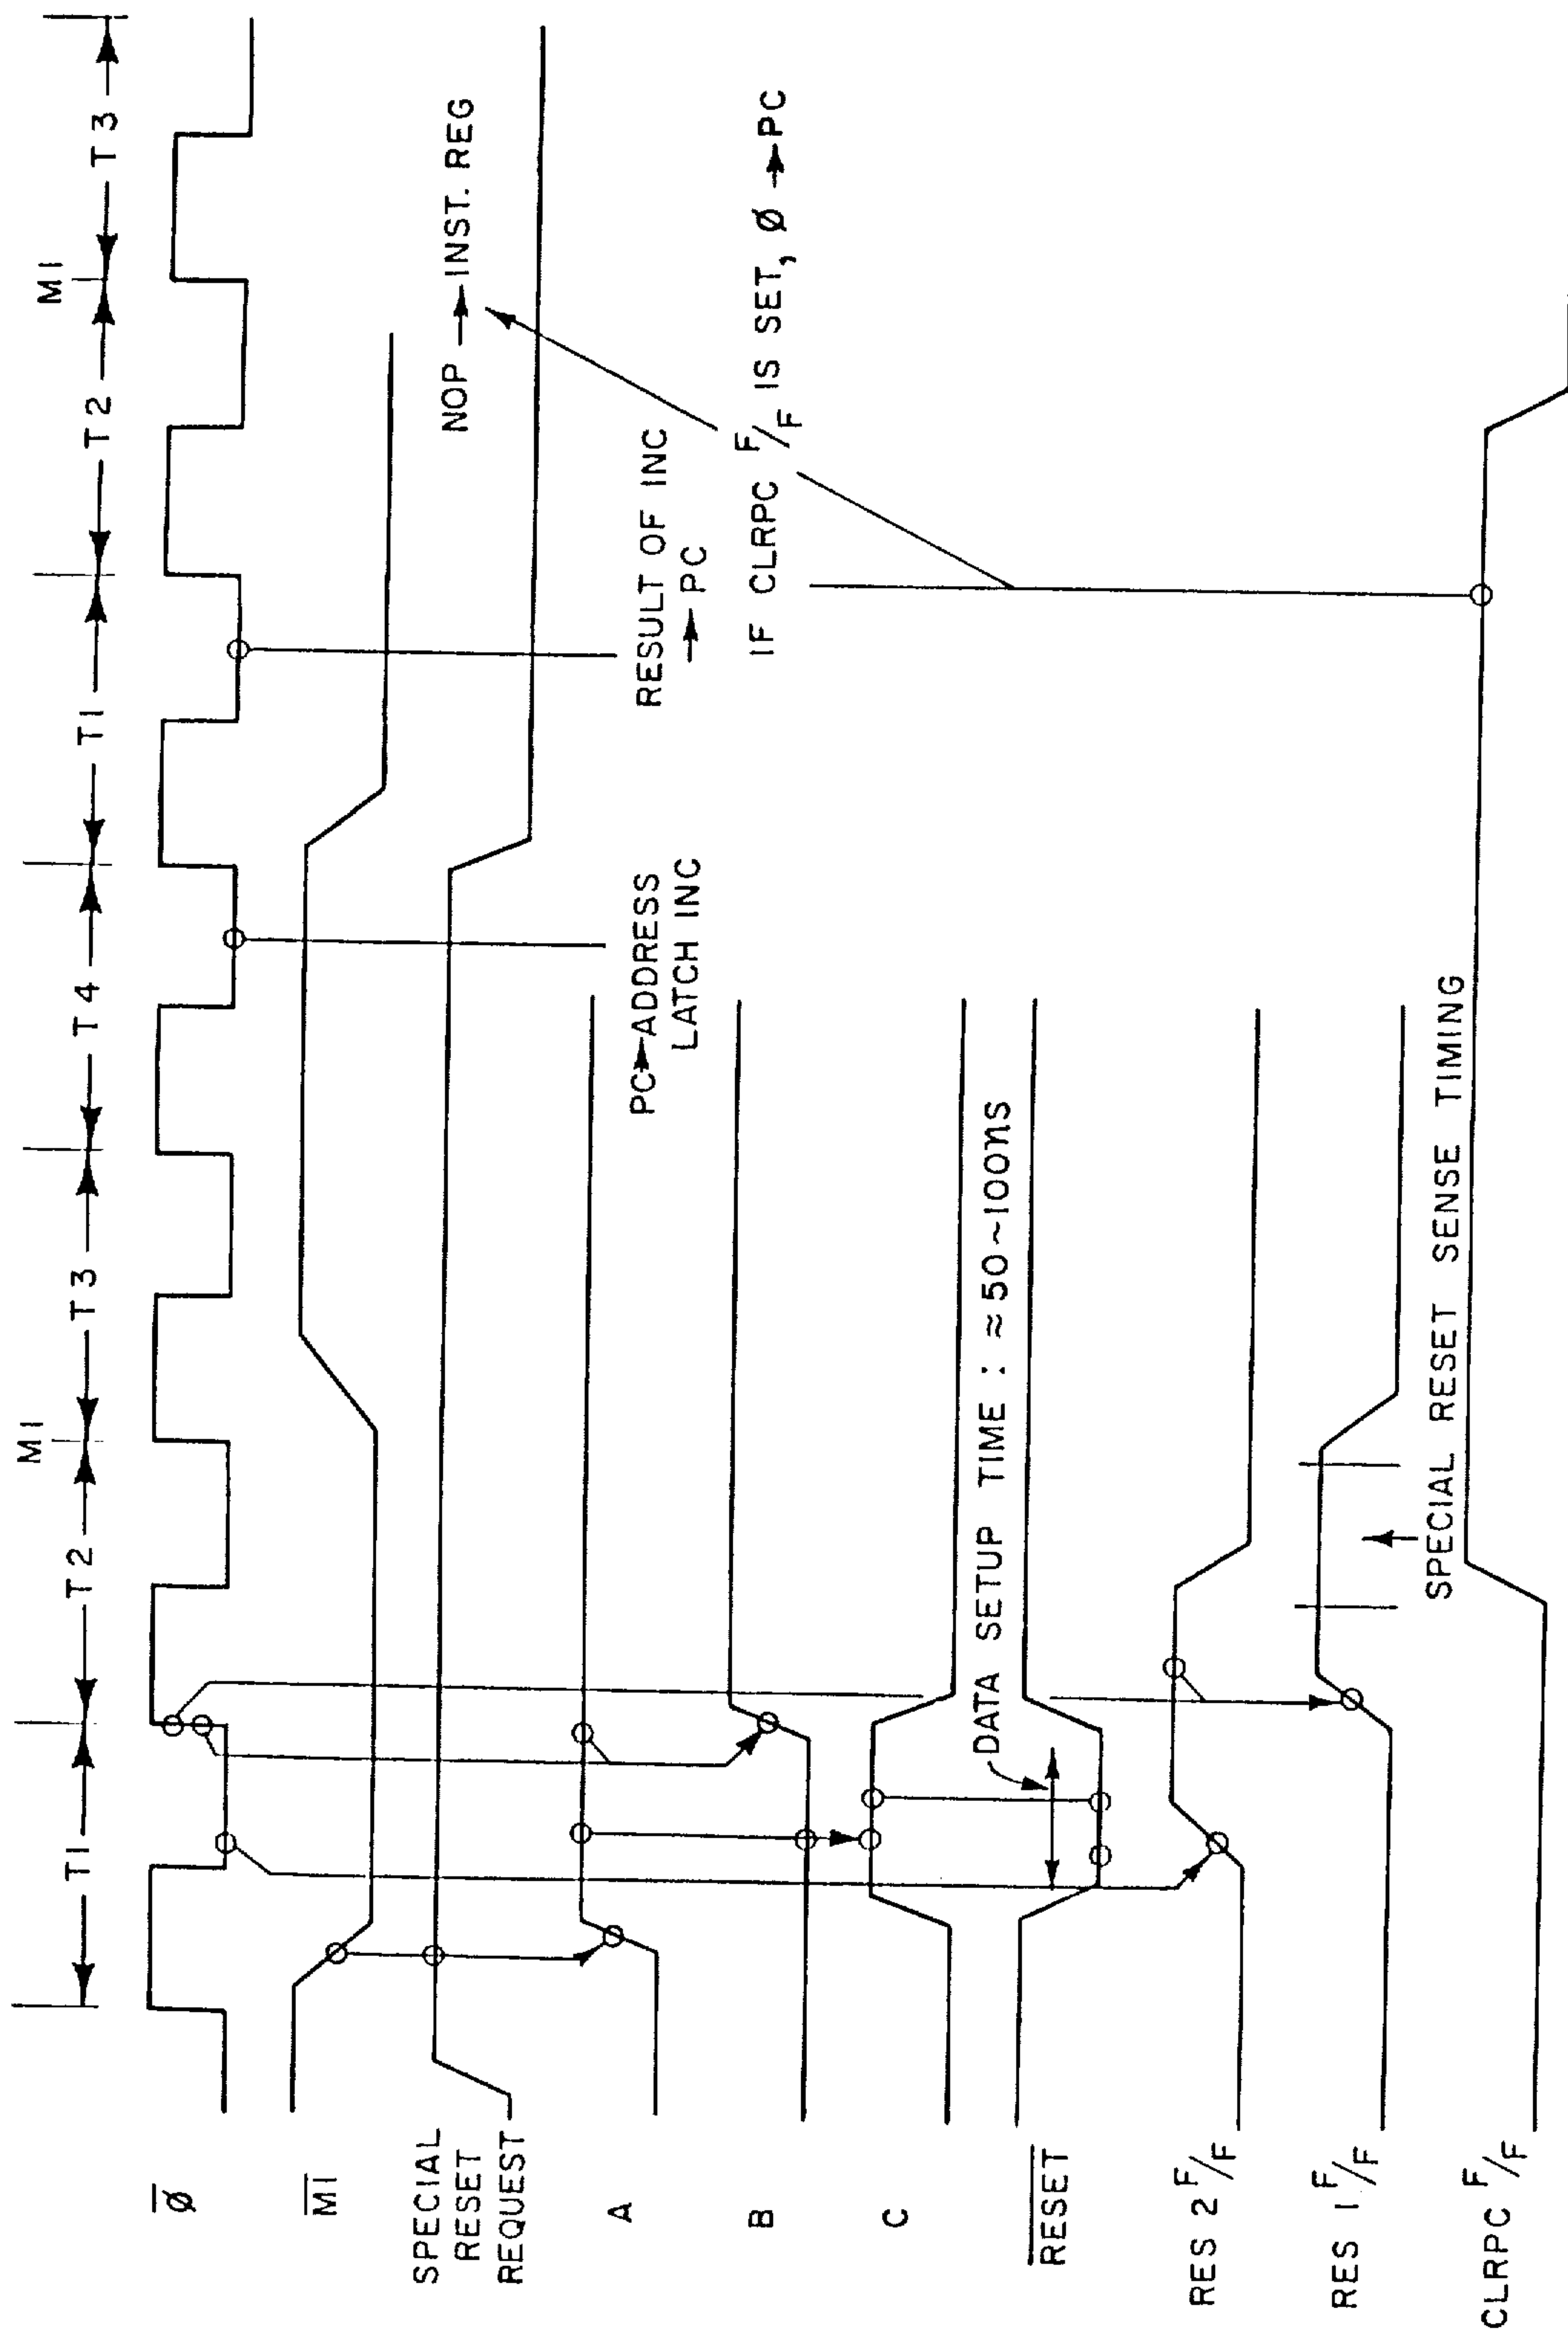 M1
M1
T1
T2
T3
T4
T1
T2
T3
Ø
M1
SPECIAL
RESET
REQUEST
NOP → INST. REG
A
PC → ADDRESS
LATCH INC
RESULT OF INC
→ PC
B
IF CLRPC F/F IS SET, Ø → PC
C
DATA SETUP TIME : ≈ 50~100ns
RESET
RES 2 F/F
RES 1 F/F
SPECIAL RESET SENSE TIMING
CLRPC F/F